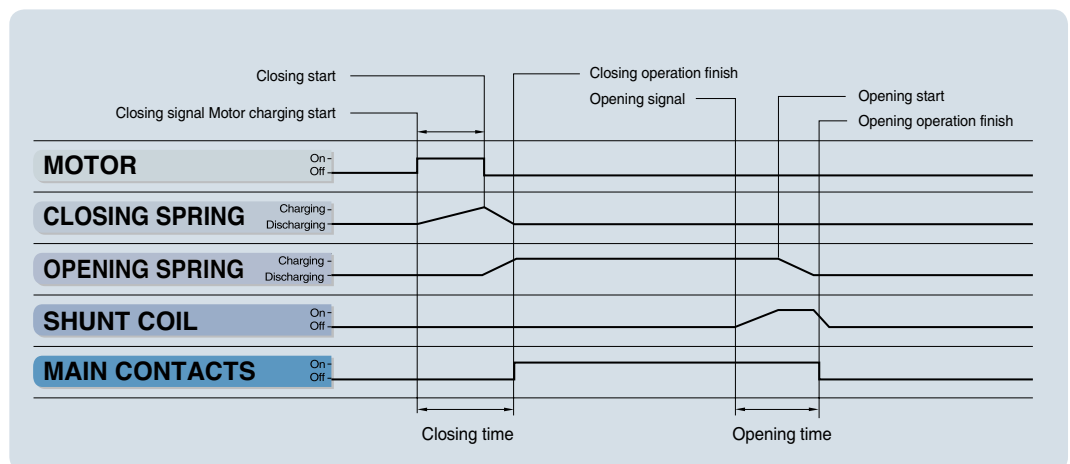 Closing start
Closing operation finish
Opening signal
Opening start
Closing signal Motor charging start
Opening operation finish
MOTOR
On
Off
CLOSING SPRING
Charging
Discharging
OPENING SPRING
Charging
Discharging
SHUNT COIL
On
Off
MAIN CONTACTS
On
Off
Closing time
Opening time